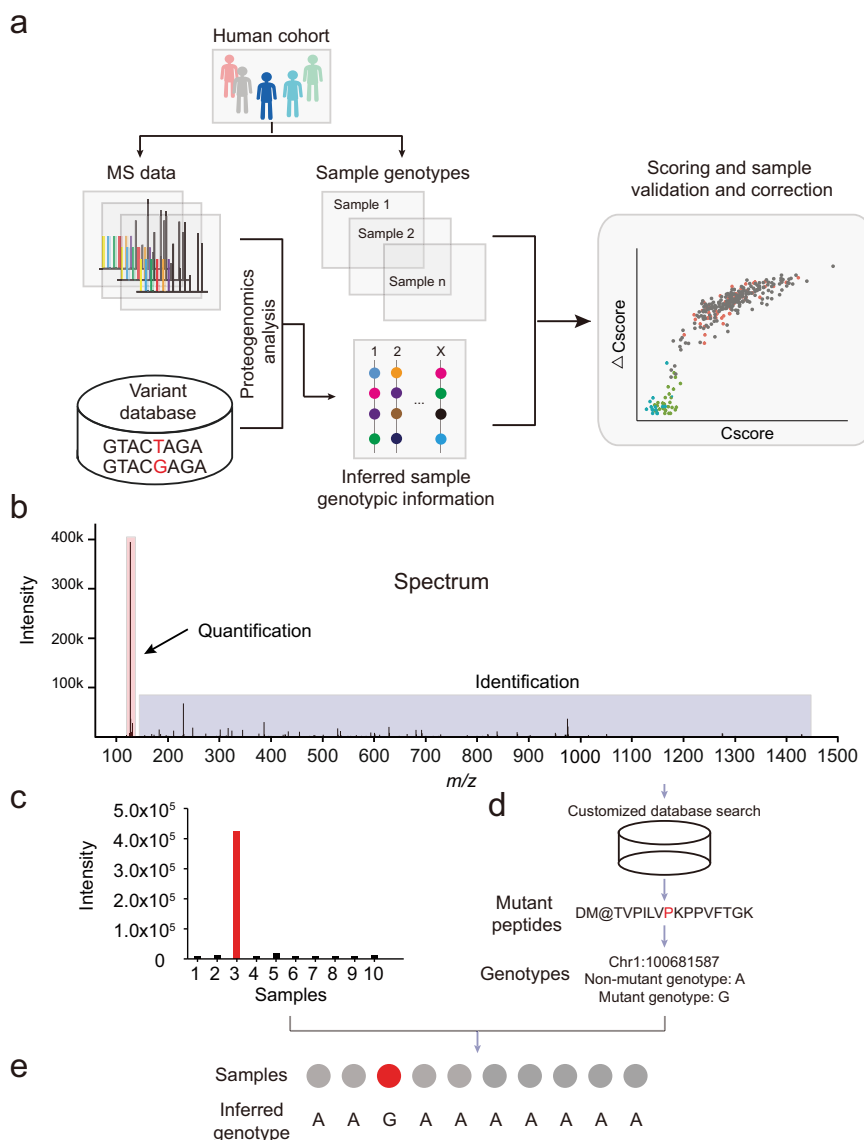 a
Human cohort
MS data
Sample genotypes
Sample 1
Sample 2
Sample n
Scoring and sample
validation and correction
Δ Cscore
Cscore
Proteogenomics
analysis
Variant
database
GTACTAGA
GTACGAGA
1 2 X
...
Inferred sample
genotypic information
b
Intensity
400k
300k
200k
100k
Spectrum
Quantification
Identification
100 200 300 400 500 600 700 800 900 1000 1100 1200 1300 1400 1500
m/z
c
Intensity
5.0x10⁵
4.0x10⁵
3.0x10⁵
2.0x10⁵
1.0x10⁵
0
1 2 3 4 5 6 7 8 9 10
Samples
d
Customized database search
Mutant
peptides
DM@TVPILVPKPPVFTGK
Genotypes
Chr1:100681587
Non-mutant genotype: A
Mutant genotype: G
e
Samples
Inferred
genotype
A A G A A A A A A A